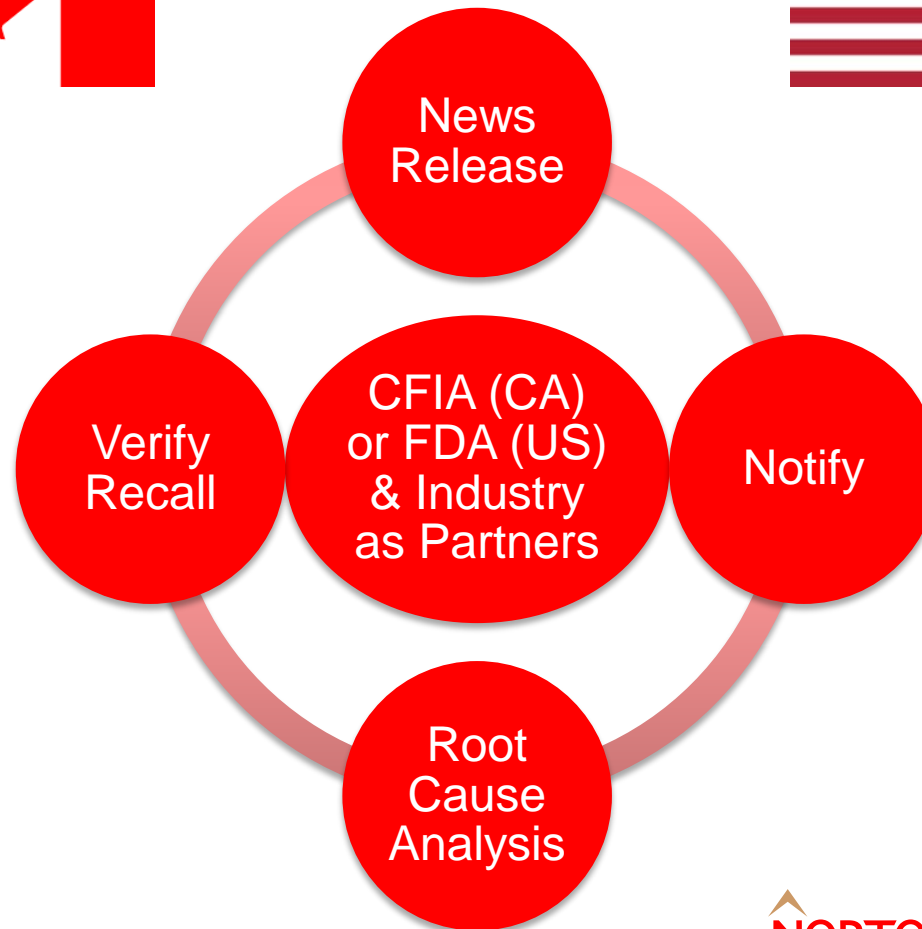 News
Release
CFIA (CA)
or FDA (US)
& Industry
as Partners
Verify
Recall
Notify
Root
Cause
Analysis